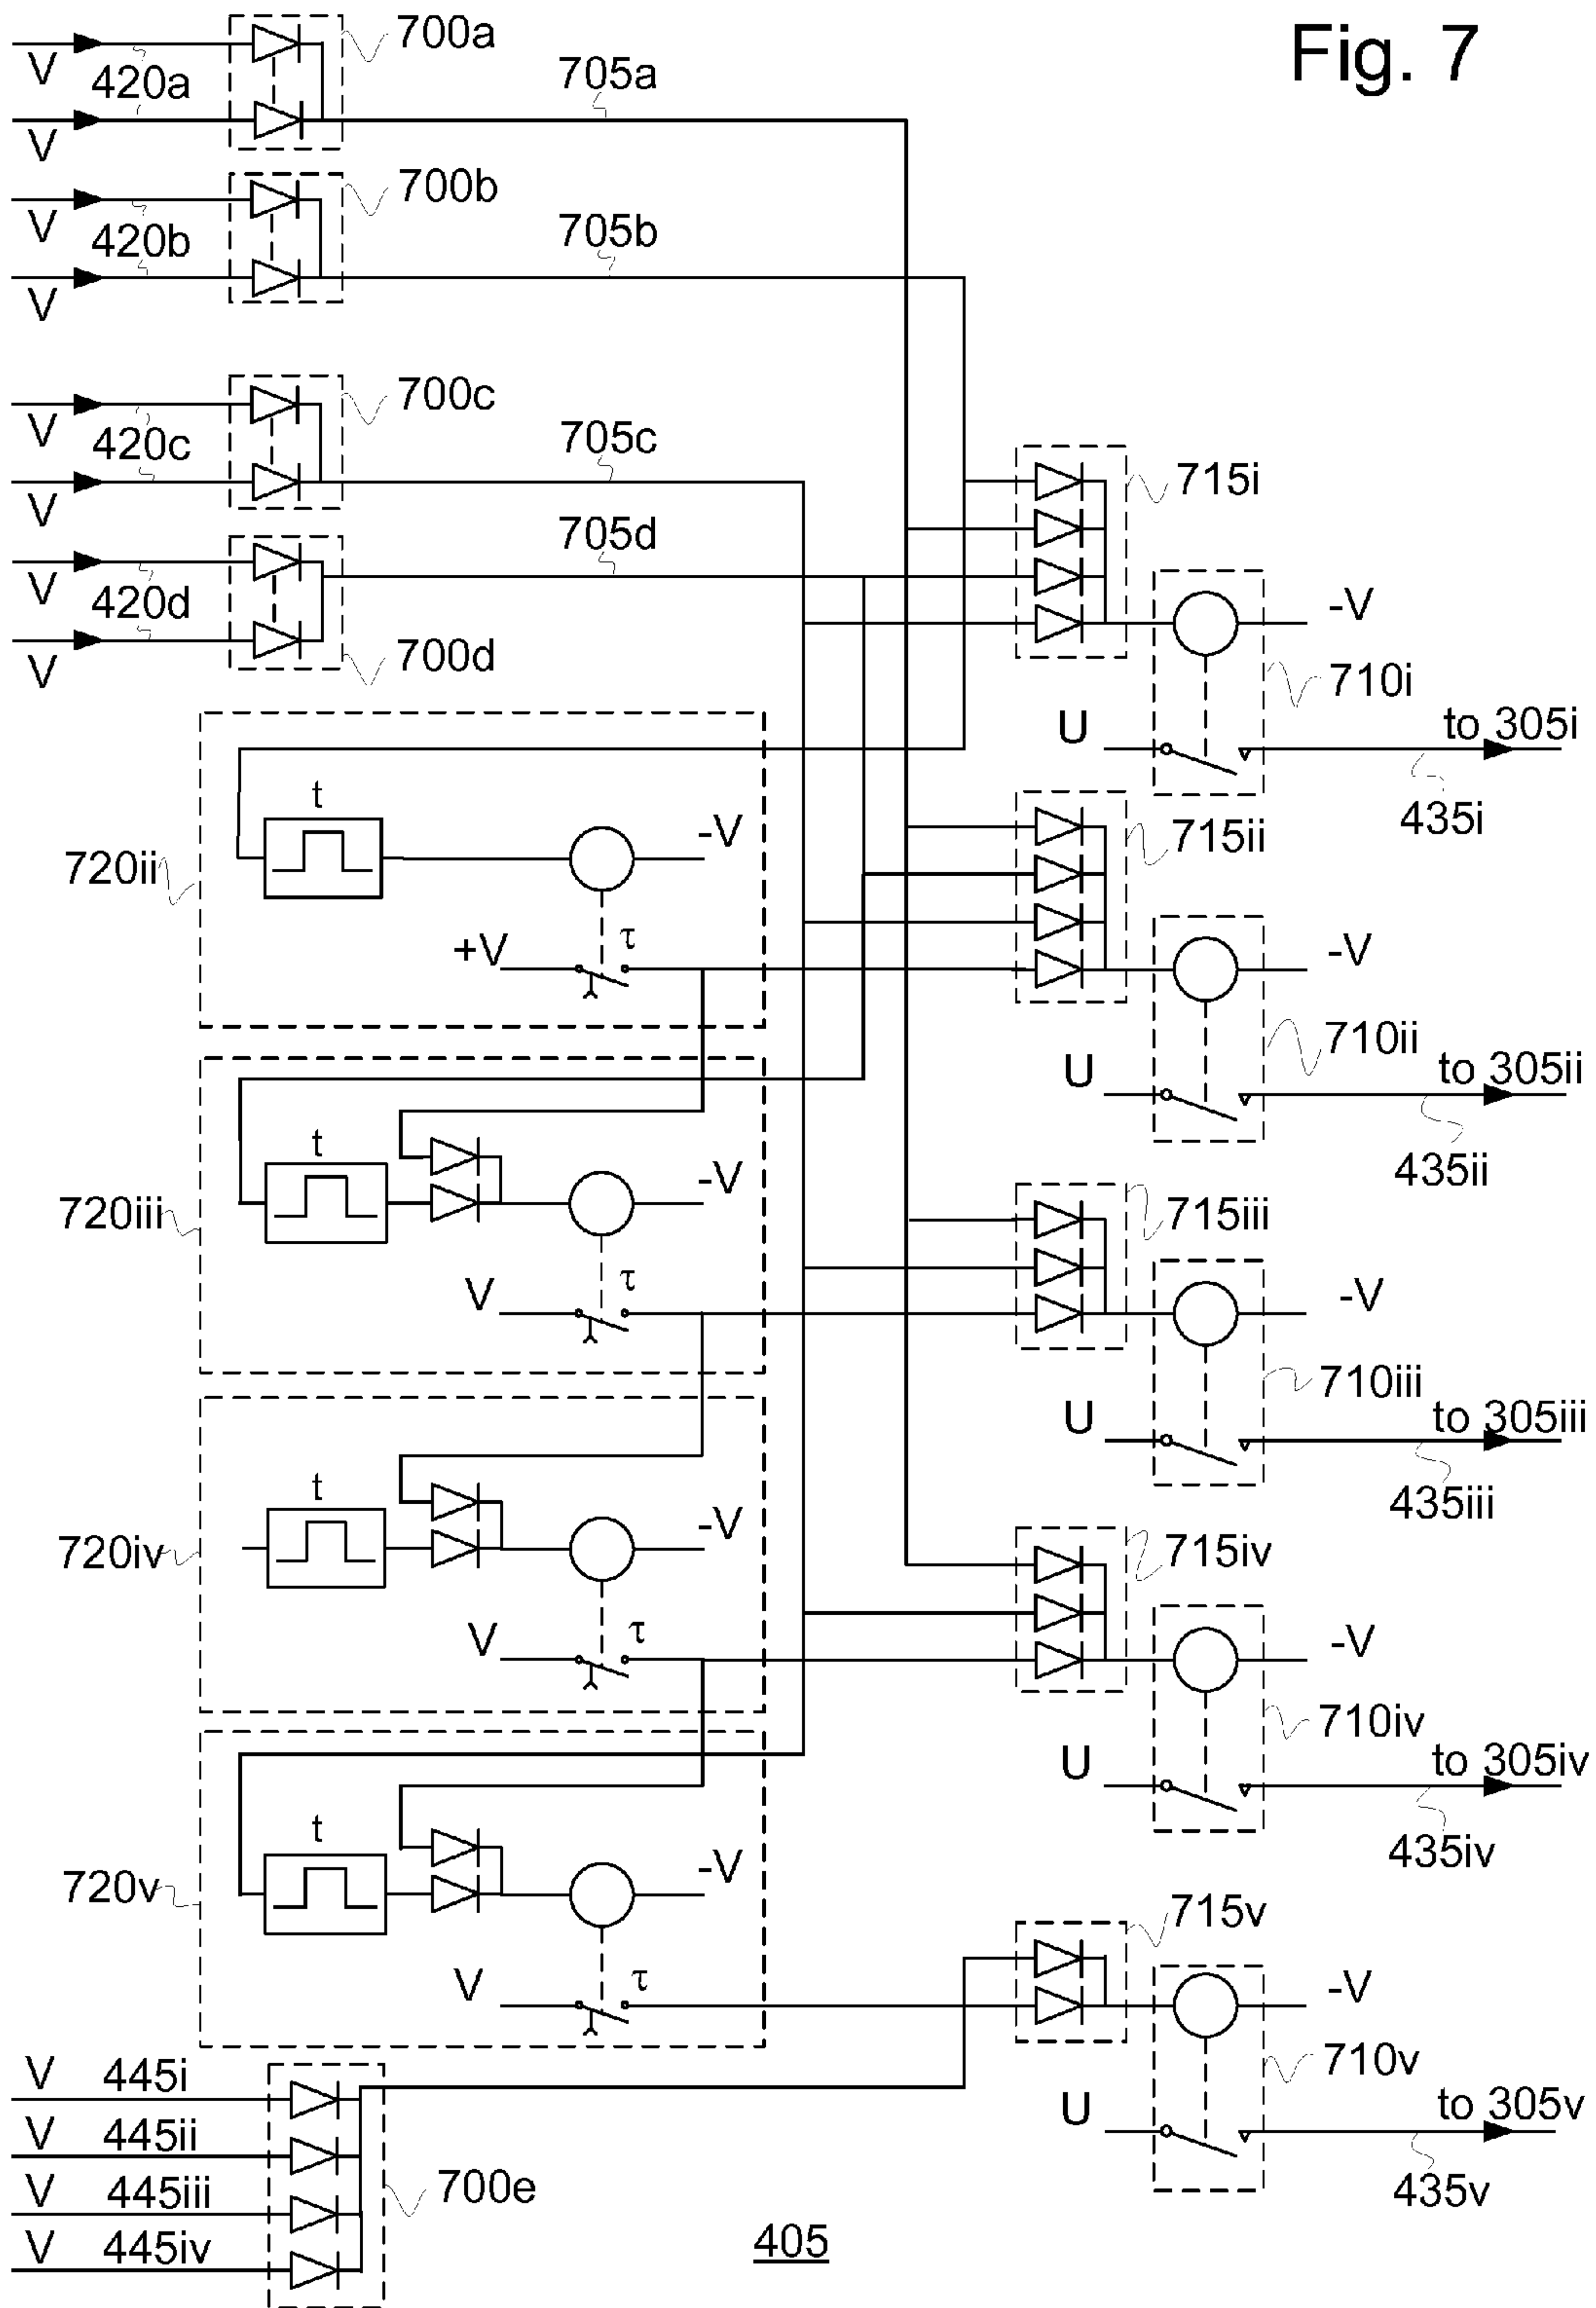 Fig. 7
700a
V
420a
705a
V
700b
V
420b
705b
V
700c
V
420c
705c
V
715i
705d
V
420d
V
700d
-V
710i
U
to 305i
435i
t
-V
720ii
+V
τ
715ii
-V
710ii
U
to 305ii
435ii
t
-V
720iii
V
τ
715iii
-V
710iii
U
to 305iii
435iii
t
-V
720iv
V
τ
715iv
-V
710iv
U
to 305iv
435iv
t
-V
720v
V
τ
715v
-V
710v
U
to 305v
435v
V 445i
V 445ii
V 445iii
V 445iv
700e
405